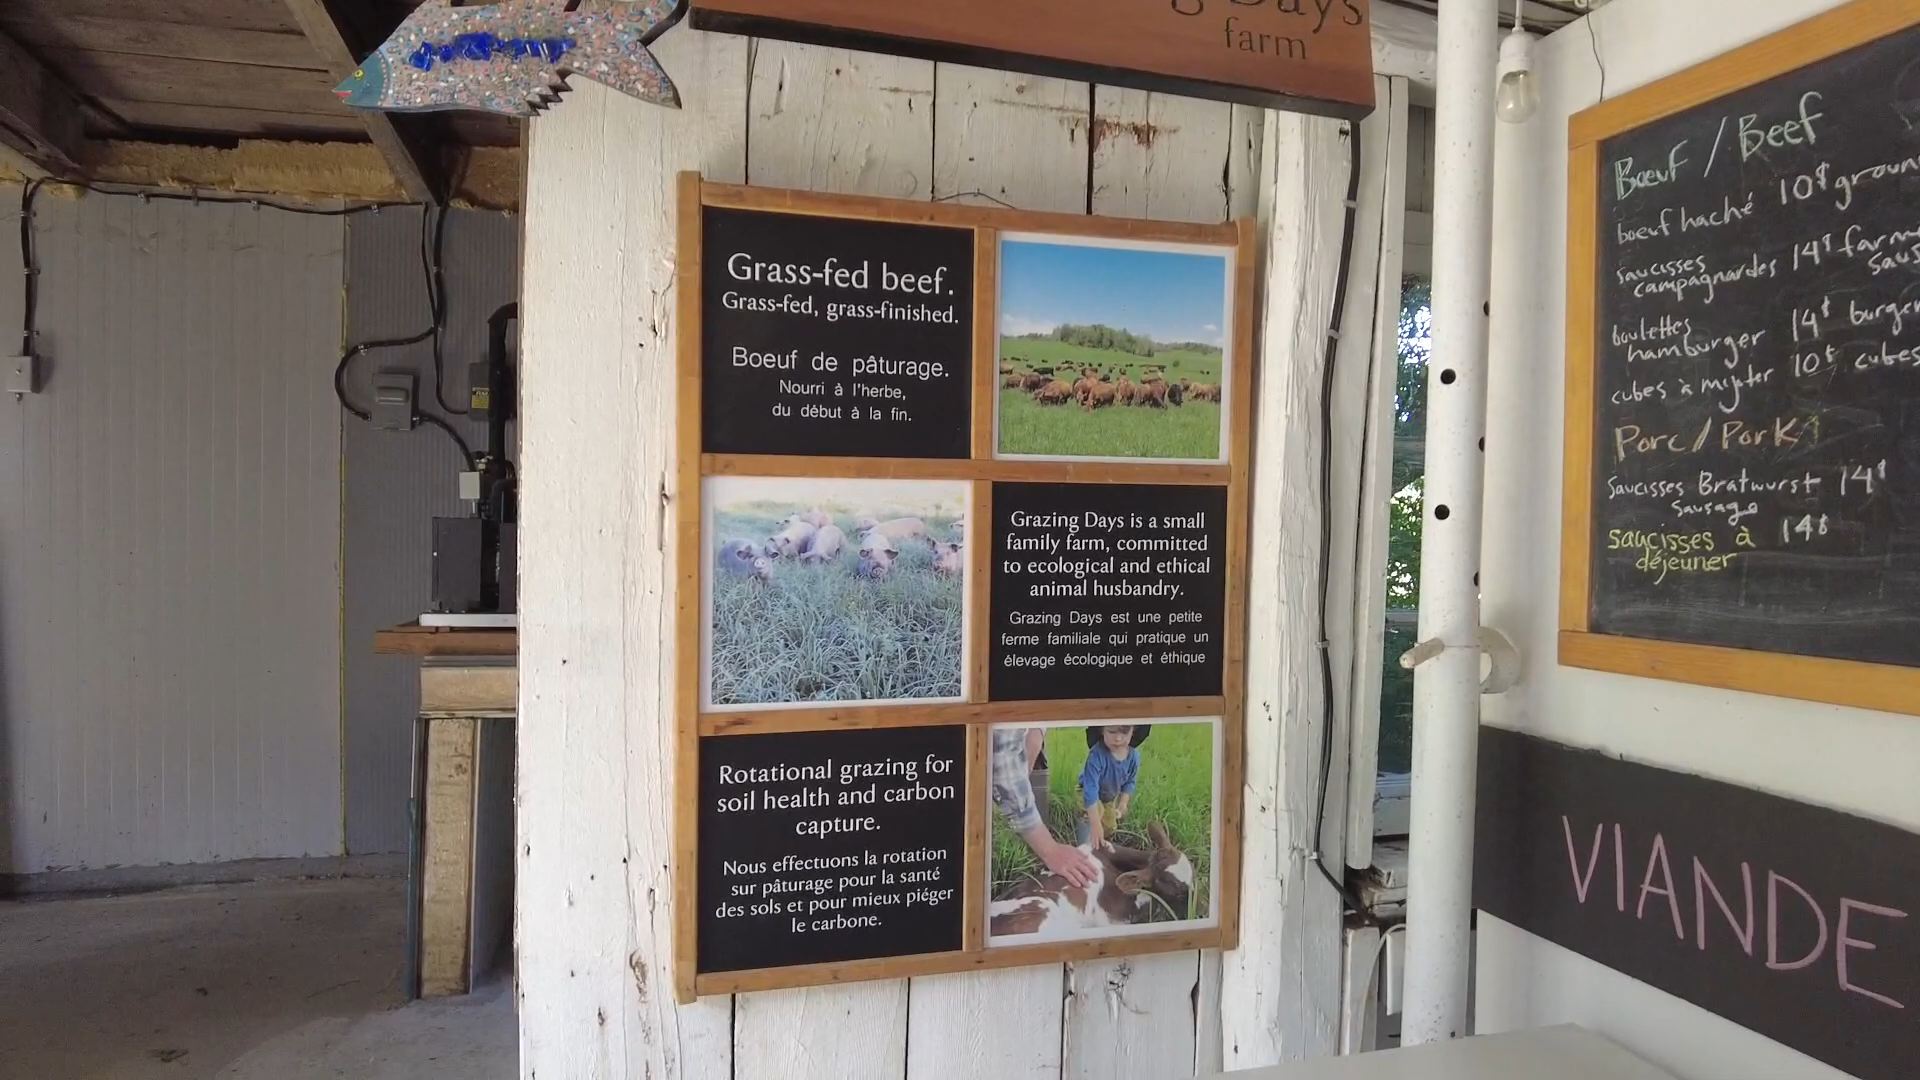 Days
farm
Grass-fed beef.
Grass-fed, grass-finished.
Boeuf de pâturage.
Nourri à l'herbe,
du début à la fin.
Grazing Days is a small
family farm, committed
to ecological and ethical
animal husbandry.
Grazing Days est une petite
ferme familiale qui pratique un
élevage écologique et éthique
Rotational grazing for
soil health and carbon
capture.
Nous effectuons la rotation
sur pâturage pour la santé
des sols et pour mieux piéger
le carbone.
Boeuf / Beef
boeuf haché 10$
saucisses 14$
campagnardes
boulettes 14$
hamburger
cubes à mijoter 10$ cubes
Porc / Pork
Saucisses Bratwurst 14$
Sausage
saucisses à 14$
déjeuner
VIANDE